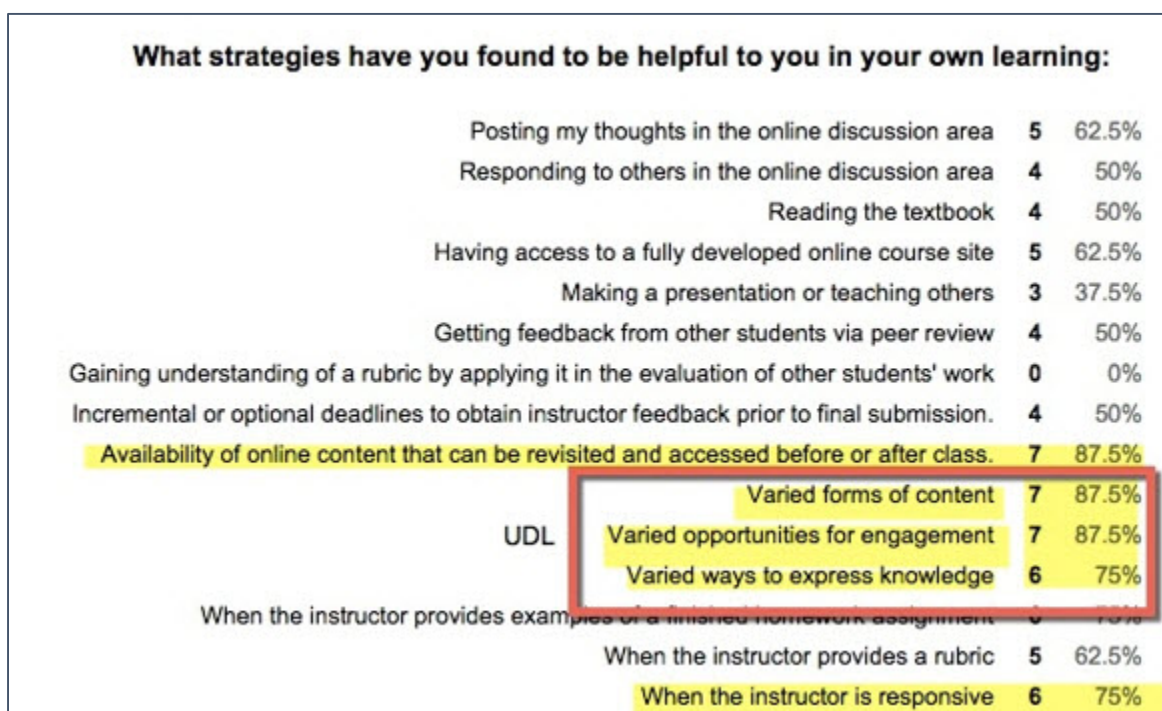 What strategies have you found to be helpful to you in your own learning:
Posting my thoughts in the online discussion area 5 62.5%
Responding to others in the online discussion area 4 50%
Reading the textbook 4 50%
Having access to a fully developed online course site 5 62.5%
Making a presentation or teaching others 3 37.5%
Getting feedback from other students via peer review 4 50%
Gaining understanding of a rubric by applying it in the evaluation of other students' work 0 0%
Incremental or optional deadlines to obtain instructor feedback prior to final submission. 4 50%
Availability of online content that can be revisited and accessed before or after class. 7 87.5%
Varied forms of content 7 87.5%
UDL Varied opportunities for engagement 7 87.5%
Varied ways to express knowledge 6 75%
When the instructor provides examples of a finished homework assignment 6 75%
When the instructor provides a rubric 5 62.5%
When the instructor is responsive 6 75%